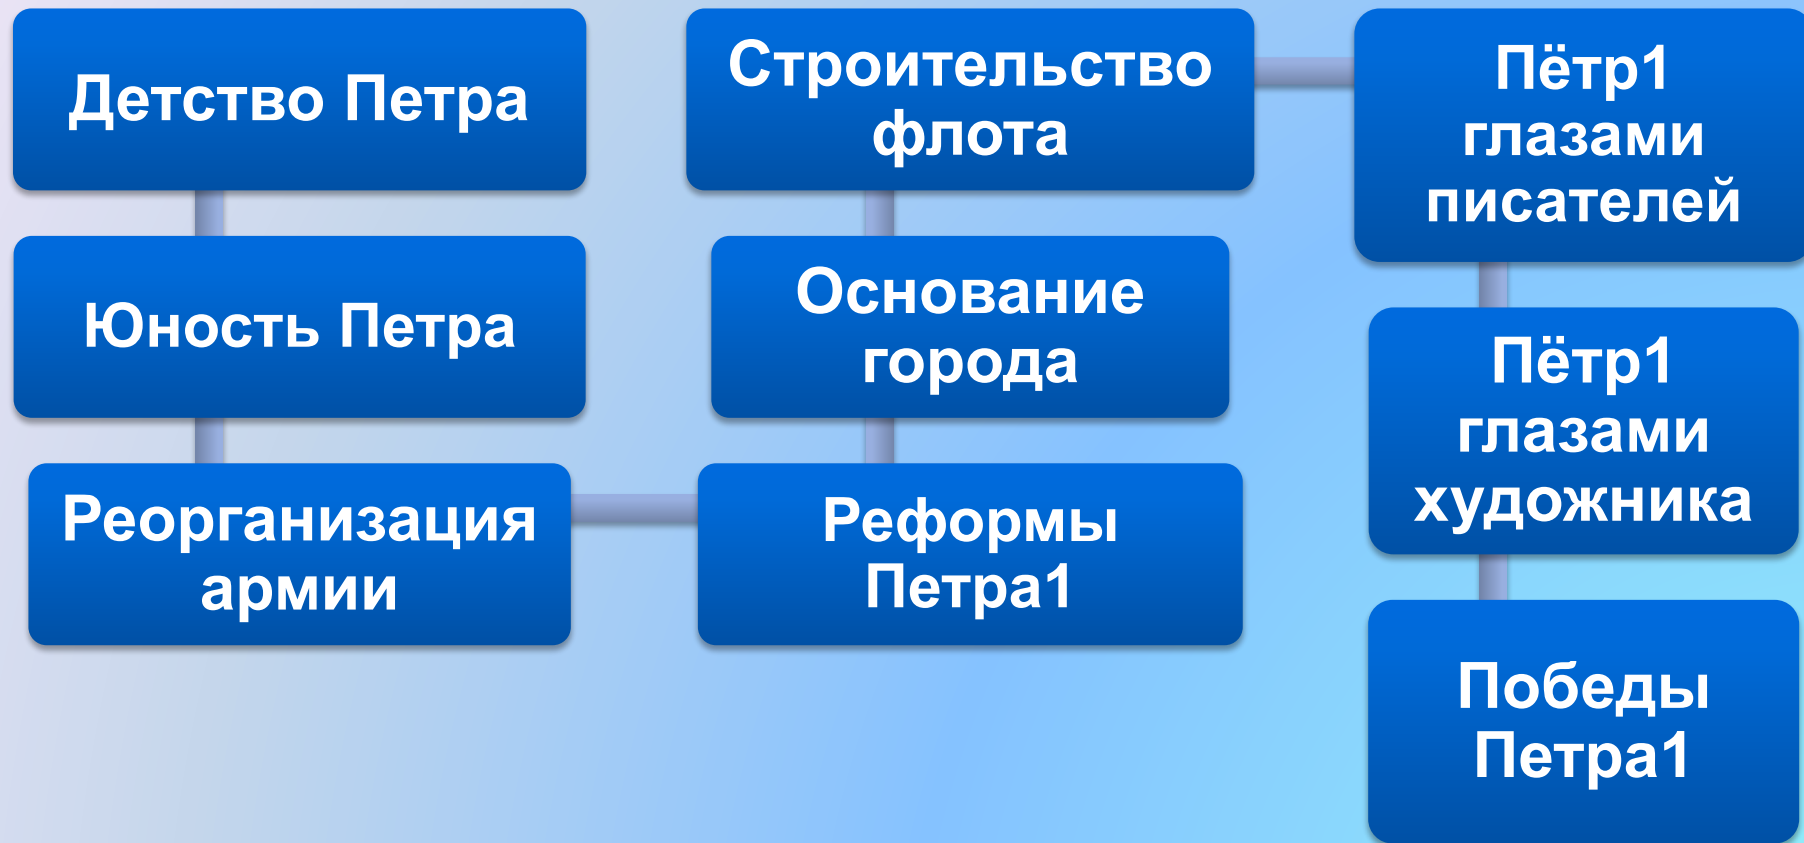 Детство Петра
Юность Петра
Реорганизация
армии
Реформы
Петра1
Основание
города
Строительство
флота
Пётр1
глазами
писателей
Пётр1
глазами
художника
Победы
Петра1